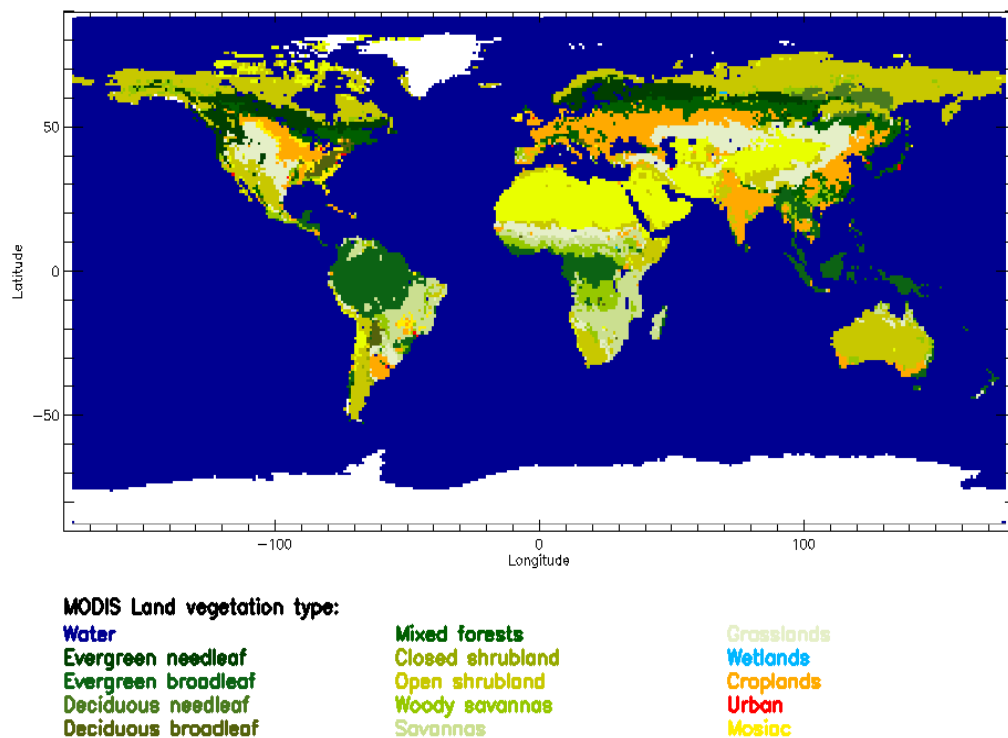 50
0
−50
Latitude
−100
0
100
Longitude
MODIS Land vegetation type:
Water
Evergreen needleaf
Evergreen broadleaf
Deciduous needleaf
Deciduous broadleaf
Mixed forests
Closed shrubland
Open shrubland
Woody savannas
Savannas
Grasslands
Wetlands
Croplands
Urban
Mosiac